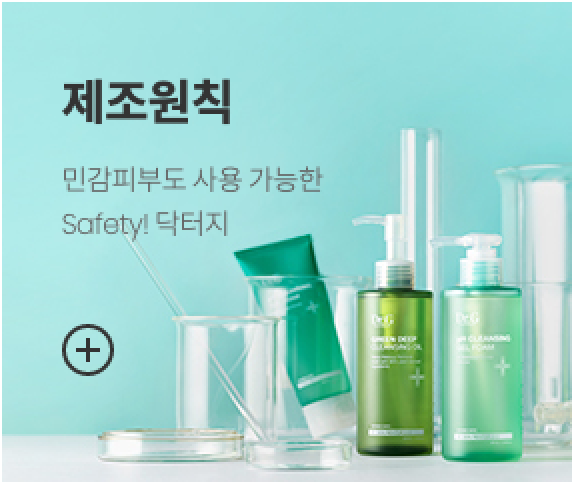 제조원칙
민감피부도 사용 가능한
Safety! 닥터지
Dr.G
GREEN DEEP
CLEANSING OIL
Dr.G
pH CLEANSING
GEL FOAM